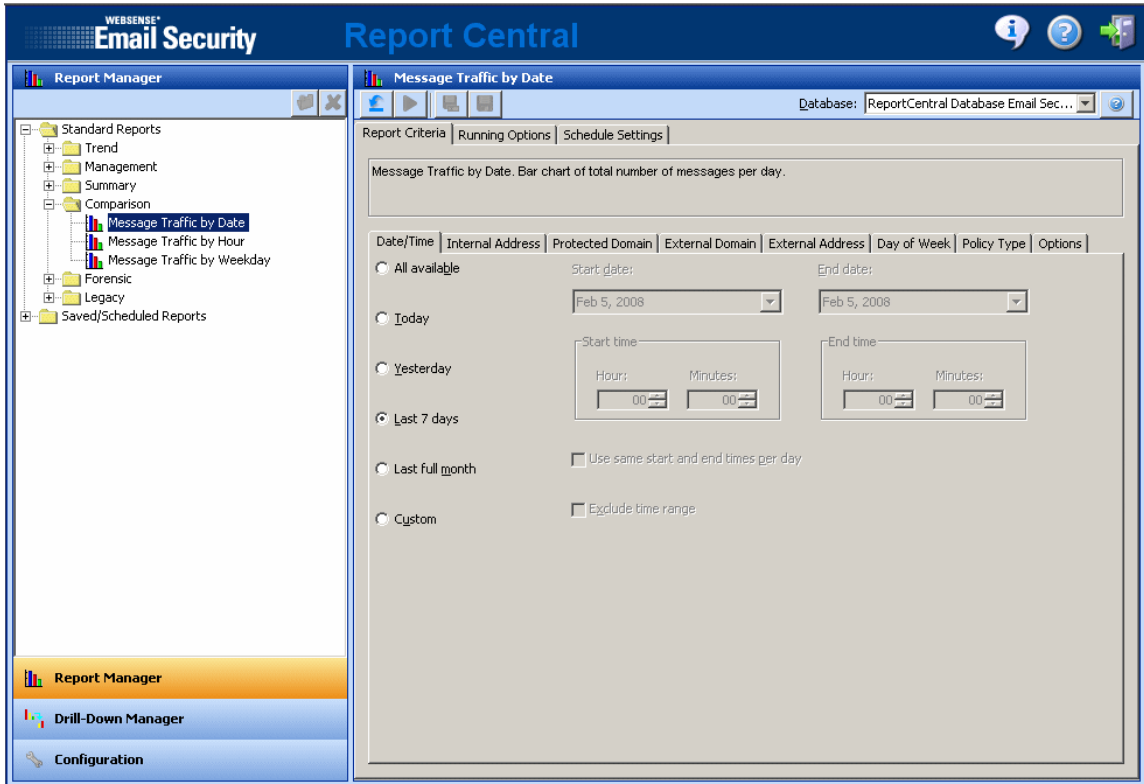 WEBSENSE®
Email Security
Report Central
Report Manager
Message Traffic by Date
Database: ReportCentral Database Email Sec...
Standard Reports
Trend
Management
Summary
Comparison
Message Traffic by Date
Message Traffic by Hour
Message Traffic by Weekday
Forensic
Legacy
Saved/Scheduled Reports
Report Criteria Running Options Schedule Settings
Message Traffic by Date. Bar chart of total number of messages per day.
Date/Time Internal Address Protected Domain External Domain External Address Day of Week Policy Type Options
All available
Today
Yesterday
Last 7 days
Last full month
Custom
Start date: End date:
Feb 5, 2008 Feb 5, 2008
Start time End time
Hour: Minutes: Hour: Minutes:
00 00 00 00
Use same start and end times per day
Exclude time range
Report Manager
Drill-Down Manager
Configuration